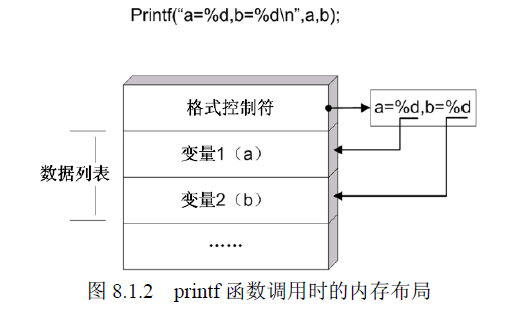 Printf(“a=%d,b=%d\n”,a,b);
格式控制符
a=%d,b=%d
数据列表
变量1（a）
变量2（b）
……
图 8.1.2 printf 函数调用时的内存布局